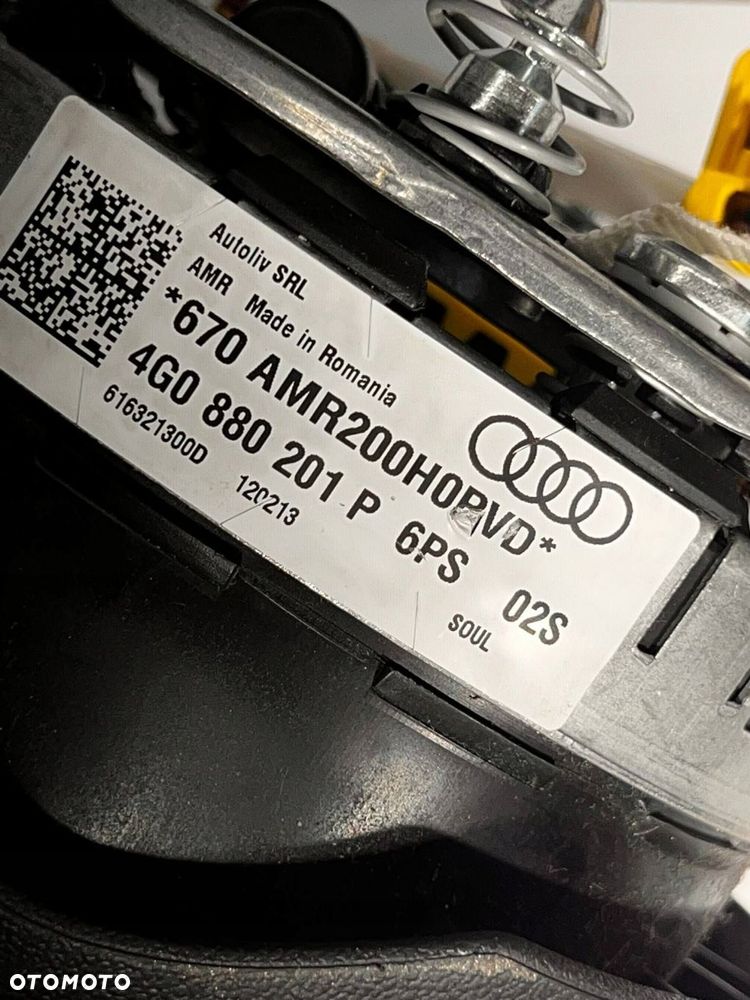 Autoliv SRL
AMR Made in Romania
*670 AMR200H0PVD*
4G0 880 201 P 6PS 02S
616321300D 120213 SOUL
OTOMOTO